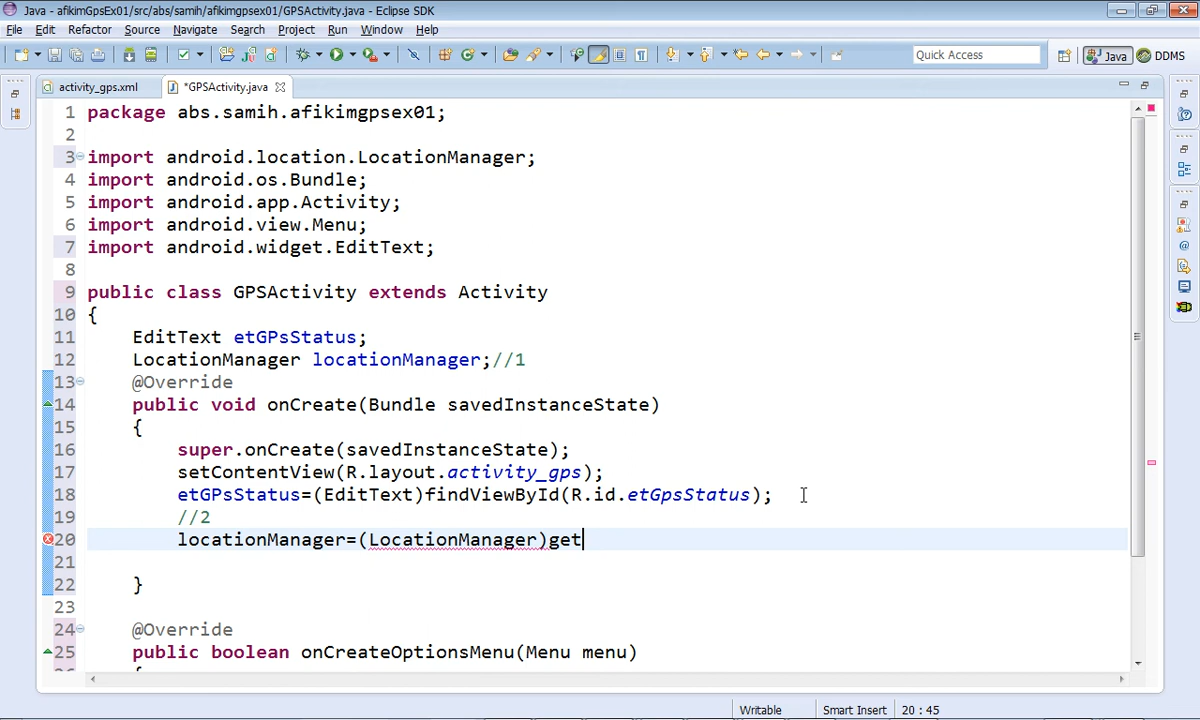 Java - afikimGpsEx01/src/abs/samih/afikimgpsex01/GPSActivity.java - Eclipse SDK
File Edit Refactor Source Navigate Search Project Run Window Help
Quick Access Java DDMS
activity_gps.xml *GPSActivity.java
1 package abs.samih.afikimgpsex01;
2
3 import android.location.LocationManager;
4 import android.os.Bundle;
5 import android.app.Activity;
6 import android.view.Menu;
7 import android.widget.EditText;
8
9 public class GPSActivity extends Activity
10 {
11 EditText etGPsStatus;
12 LocationManager locationManager;//1
13 @Override
14 public void onCreate(Bundle savedInstanceState)
15 {
16 super.onCreate(savedInstanceState);
17 setContentView(R.layout.activity_gps);
18 etGPsStatus=(EditText)findViewById(R.id.etGpsStatus);
19 //2
20 locationManager=(LocationManager)get
21
22 }
23
24 @Override
25 public boolean onCreateOptionsMenu(Menu menu)
Writable Smart Insert 20 : 45